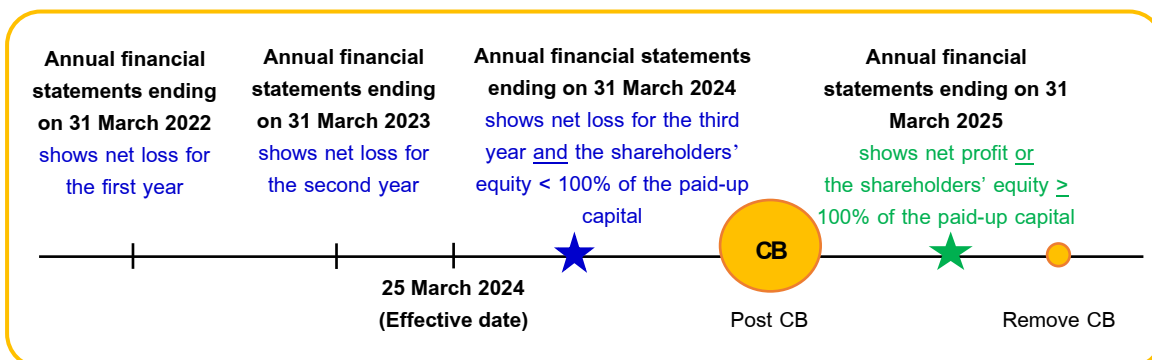 Annual financial
statements ending
on 31 March 2022
shows net loss for
the first year
Annual financial
statements ending
on 31 March 2023
shows net loss for
the second year
Annual financial statements
ending on 31 March 2024
shows net loss for the third
year and the shareholders’
equity < 100% of the paid-up
capital
Annual financial
statements ending on 31
March 2025
shows net profit or
the shareholders’ equity >
100% of the paid-up capital
CB
25 March 2024
(Effective date)
Post CB
Remove CB